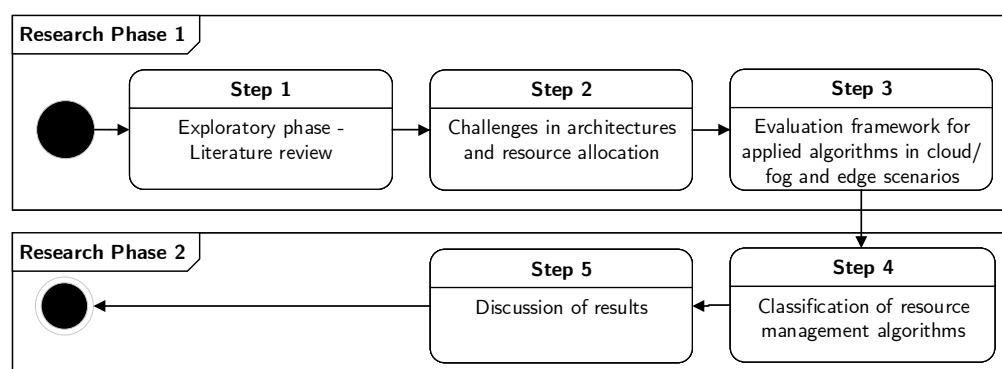 Research Phase 1
Step 1
Exploratory phase -
Literature review
Step 2
Challenges in architectures
and resource allocation
Step 3
Evaluation framework for
applied algorithms in cloud/
fog and edge scenarios
Research Phase 2
Step 4
Classification of resource
management algorithms
Step 5
Discussion of results